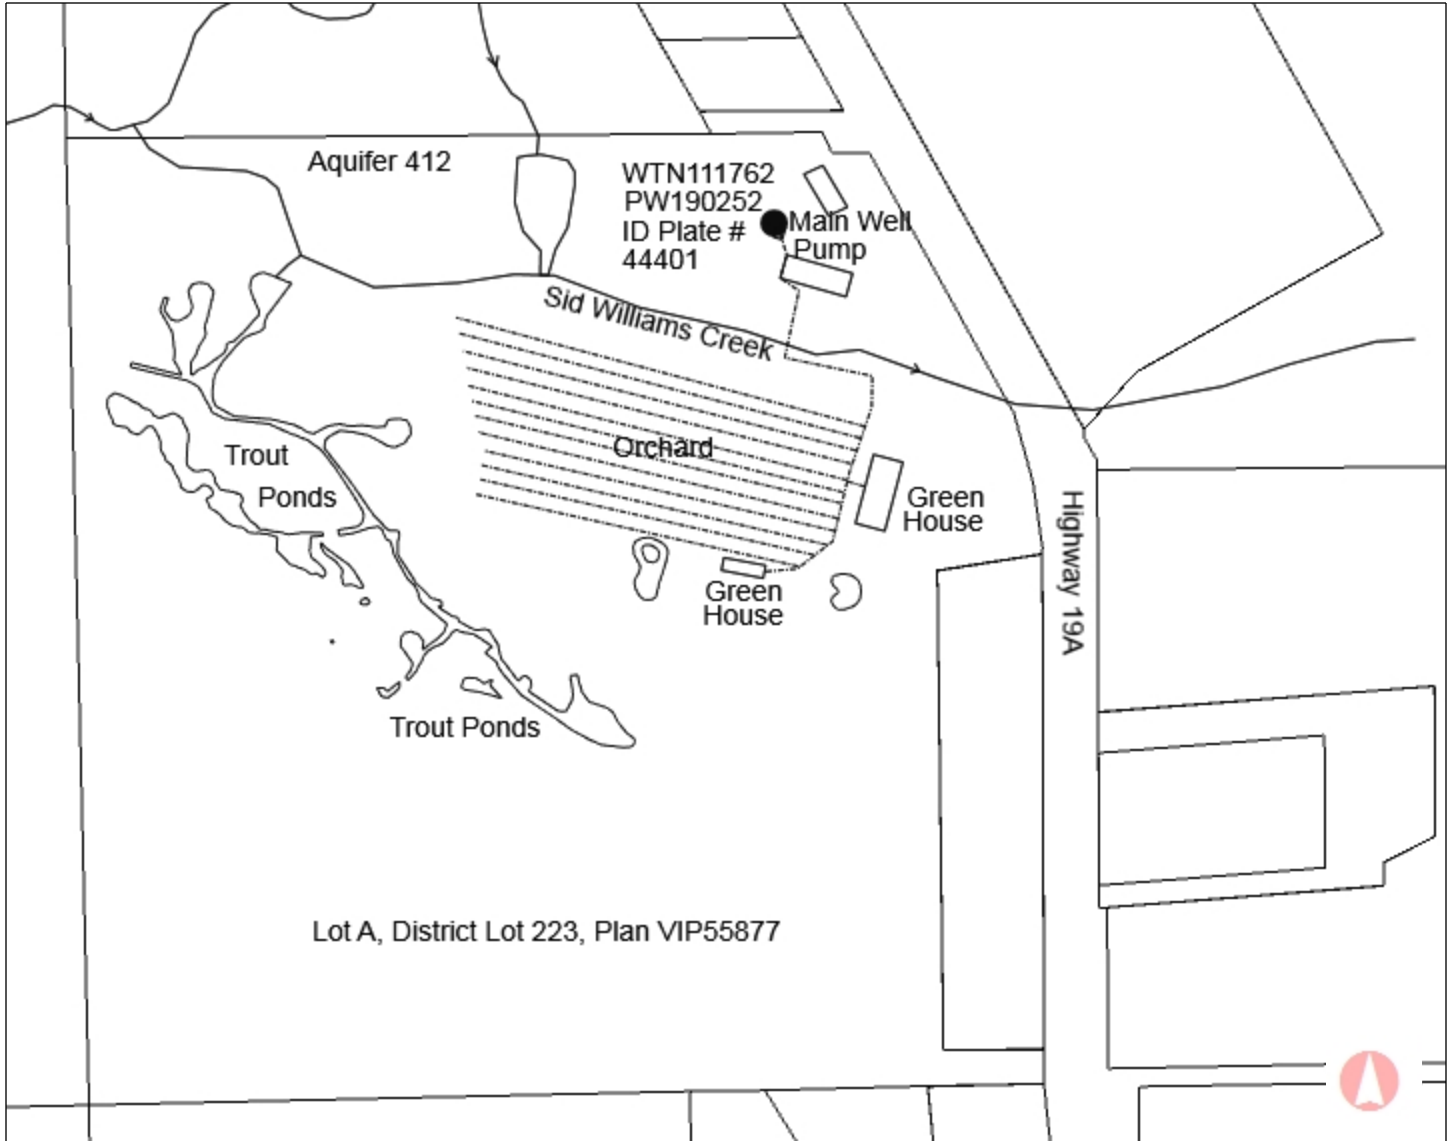 Aquifer 412
WTN111762
PW190252
ID Plate #
44401
Main Well
Pump
Sid Williams Creek
Orchard
Trout
Ponds
Green
House
Green
House
Highway 19A
Trout Ponds
Lot A, District Lot 223, Plan VIP55877